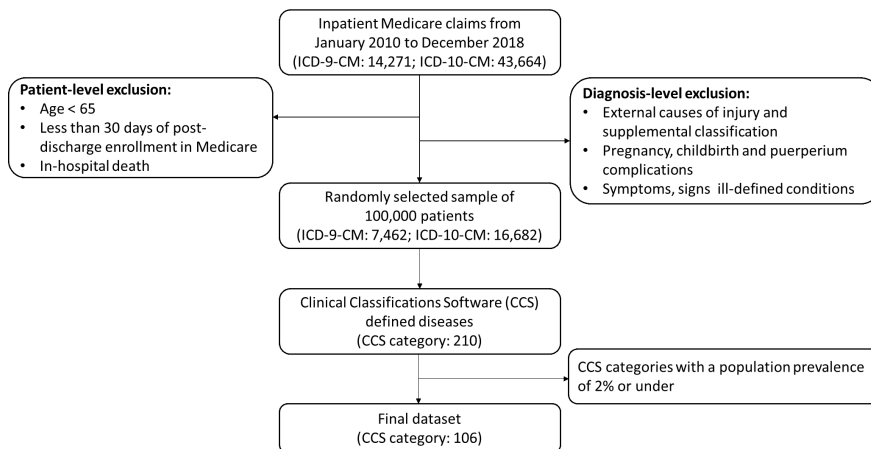 Inpatient Medicare claims from
January 2010 to December 2018
(ICD-9-CM: 14,271; ICD-10-CM: 43,664)
Patient-level exclusion:
• Age < 65
• Less than 30 days of post-
discharge enrollment in Medicare
• In-hospital death
Diagnosis-level exclusion:
• External causes of injury and
supplemental classification
• Pregnancy, childbirth and puerperium
complications
• Symptoms, signs ill-defined conditions
Randomly selected sample of
100,000 patients
(ICD-9-CM: 7,462; ICD-10-CM: 16,682)
Clinical Classifications Software (CCS)
defined diseases
(CCS category: 210)
CCS categories with a population prevalence
of 2% or under
Final dataset
(CCS category: 106)